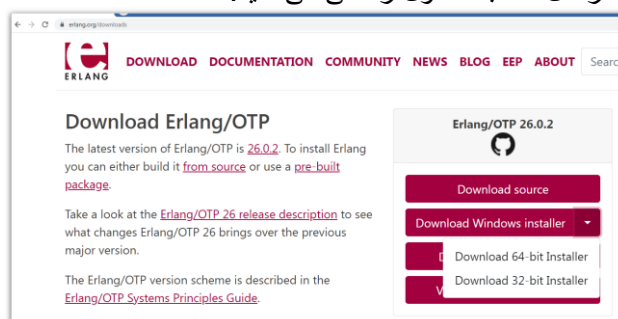 erlang.org/downloads
ERLANG
DOWNLOAD DOCUMENTATION COMMUNITY NEWS BLOG EEP ABOUT Searc
Download Erlang/OTP
The latest version of Erlang/OTP is 26.0.2. To install Erlang
you can either build it from source or use a pre-built
package.
Take a look at the Erlang/OTP 26 release description to see
what changes Erlang/OTP 26 brings over the previous
major version.
The Erlang/OTP version scheme is described in the
Erlang/OTP Systems Principles Guide.
Erlang/OTP 26.0.2
Download source
Download Windows installer
Download 64-bit Installer
Download 32-bit Installer